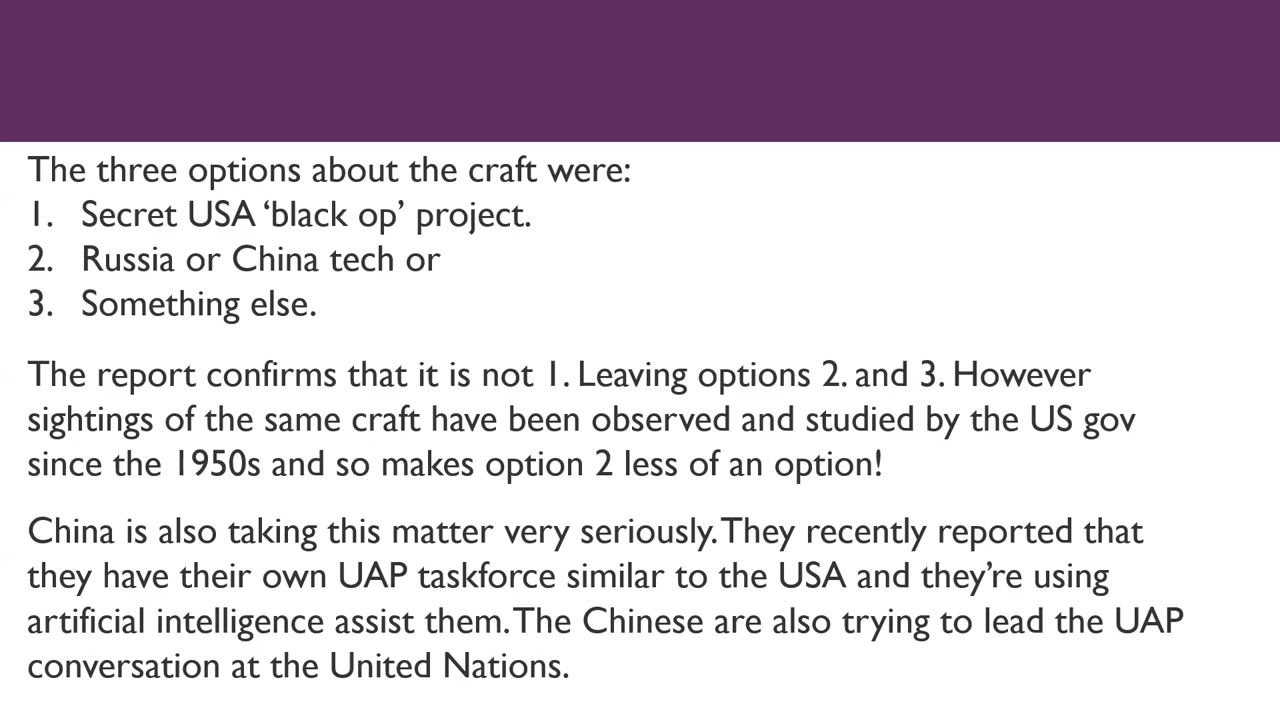 The three options about the craft were:
1. Secret USA ‘black op’ project.
2. Russia or China tech or
3. Something else.
The report confirms that it is not 1. Leaving options 2. and 3. However
sightings of the same craft have been observed and studied by the US gov
since the 1950s and so makes option 2 less of an option!
China is also taking this matter very seriously. They recently reported that
they have their own UAP taskforce similar to the USA and they’re using
artificial intelligence assist them. The Chinese are also trying to lead the UAP
conversation at the United Nations.